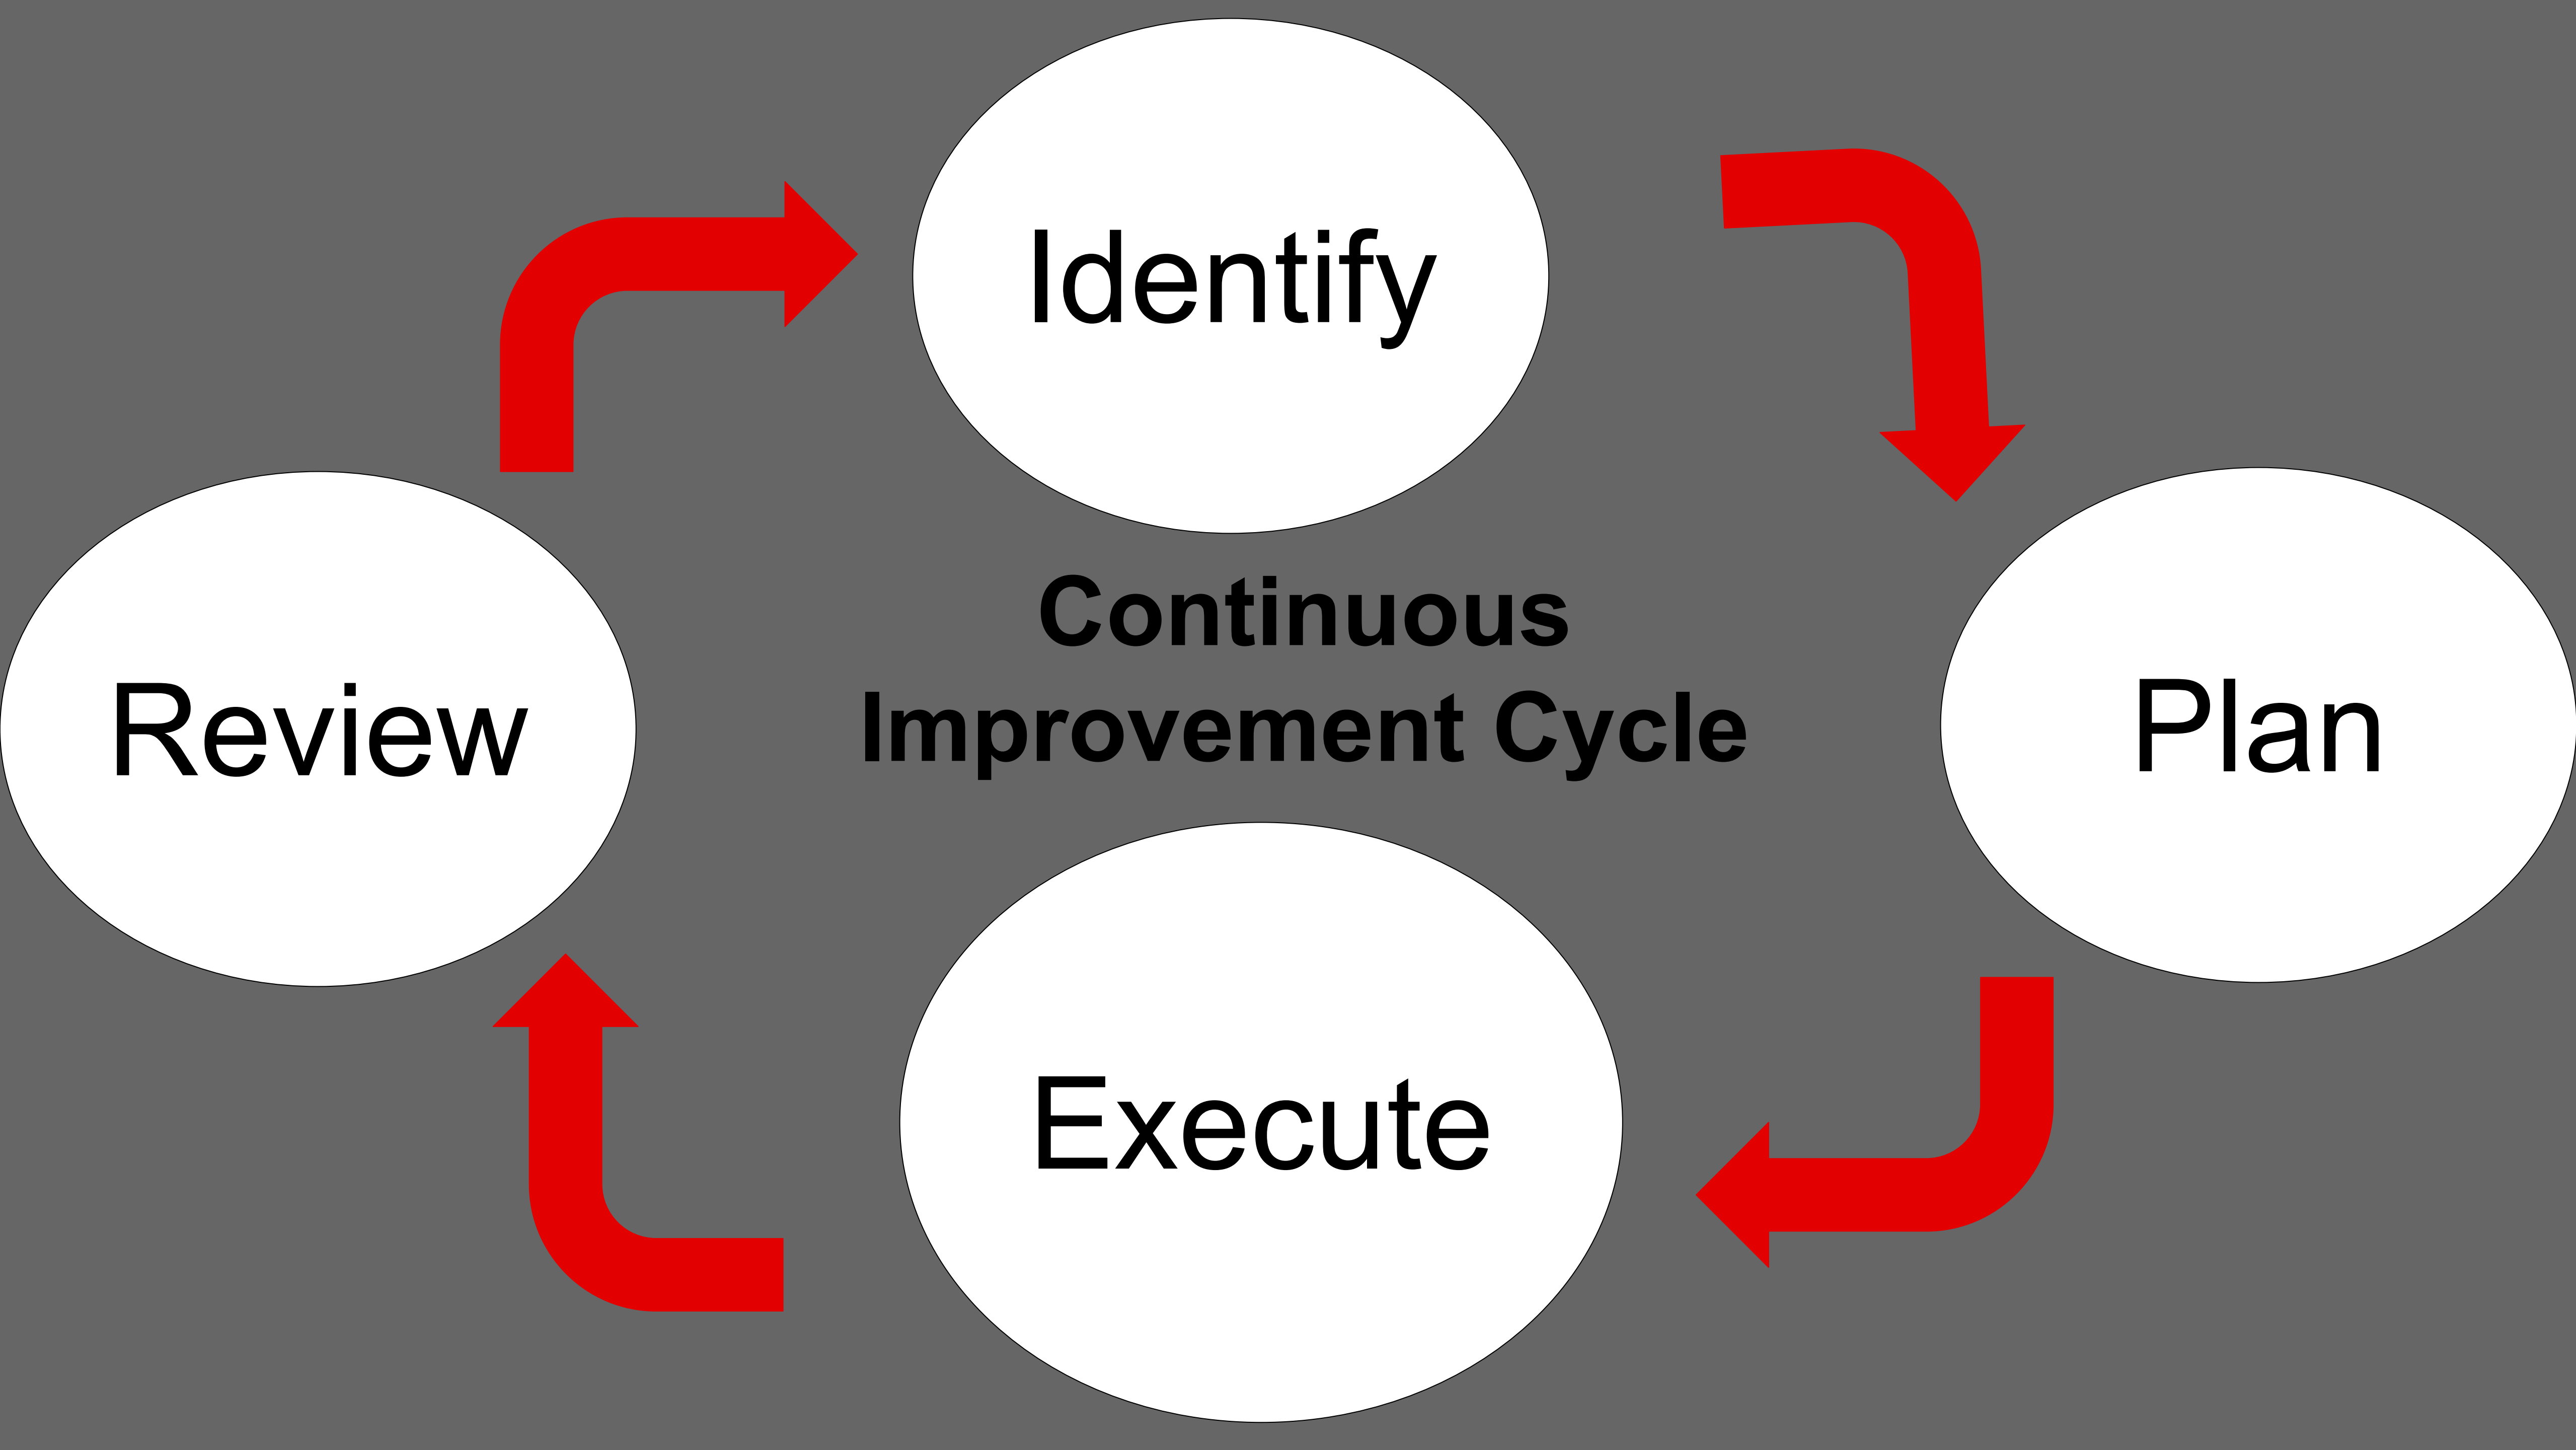 Identify
Continuous
Improvement Cycle
Review
Plan
Execute